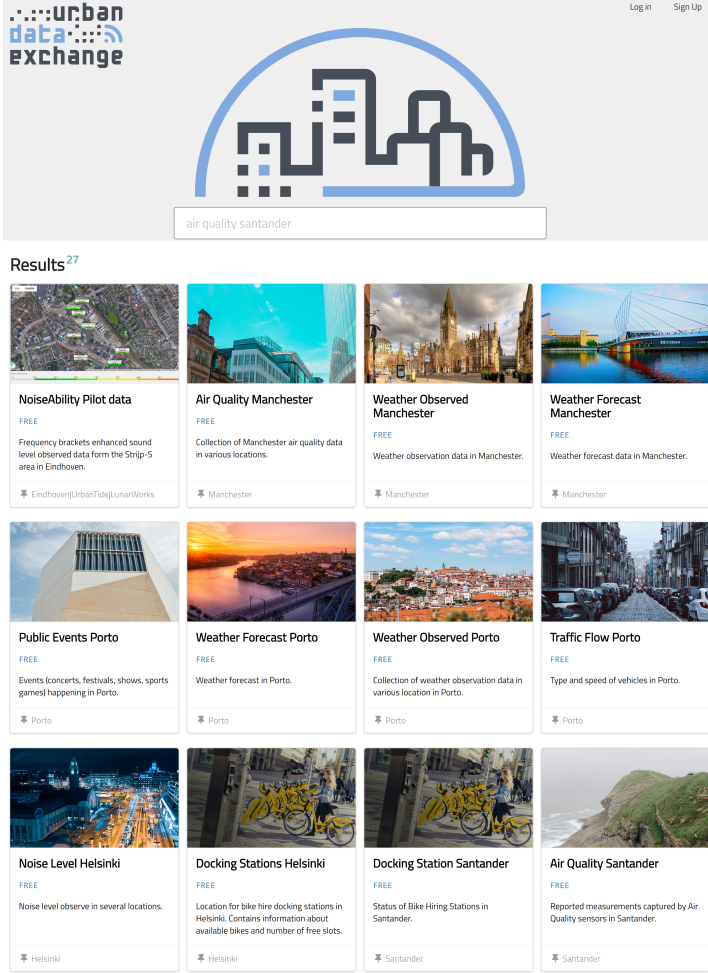 Log in Sign Up
urban
data
exchange
air quality santander
Results 27
NoiseAbility Pilot data
FREE
Frequency brackets enhanced sound
level observed data form the Strijp-S
area in Eindhoven.
Eindhoven|UrbanTide|LunarWorks
Air Quality Manchester
FREE
Collection of Manchester air quality data
in various locations.
Manchester
Weather Observed
Manchester
FREE
Weather observation data in Manchester.
Manchester
Weather Forecast
Manchester
FREE
Weather forecast data in Manchester.
Manchester
Public Events Porto
FREE
Events (concerts, festivals, shows, sports
games) happening in Porto.
Porto
Weather Forecast Porto
FREE
Weather forecast in Porto.
Porto
Weather Observed Porto
FREE
Collection of weather observation data in
various location in Porto.
Porto
Traffic Flow Porto
FREE
Type and speed of vehicles in Porto.
Porto
Noise Level Helsinki
FREE
Noise level observe in several locations.
Helsinki
Docking Stations Helsinki
FREE
Location for bike hire docking stations in
Helsinki. Contains information about
available bikes and number of free slots.
Helsinki
Docking Station Santander
FREE
Status of Bike Hiring Stations in
Santander.
Santander
Air Quality Santander
FREE
Reported measurements captured by Air
Quality sensors in Santander.
Santander